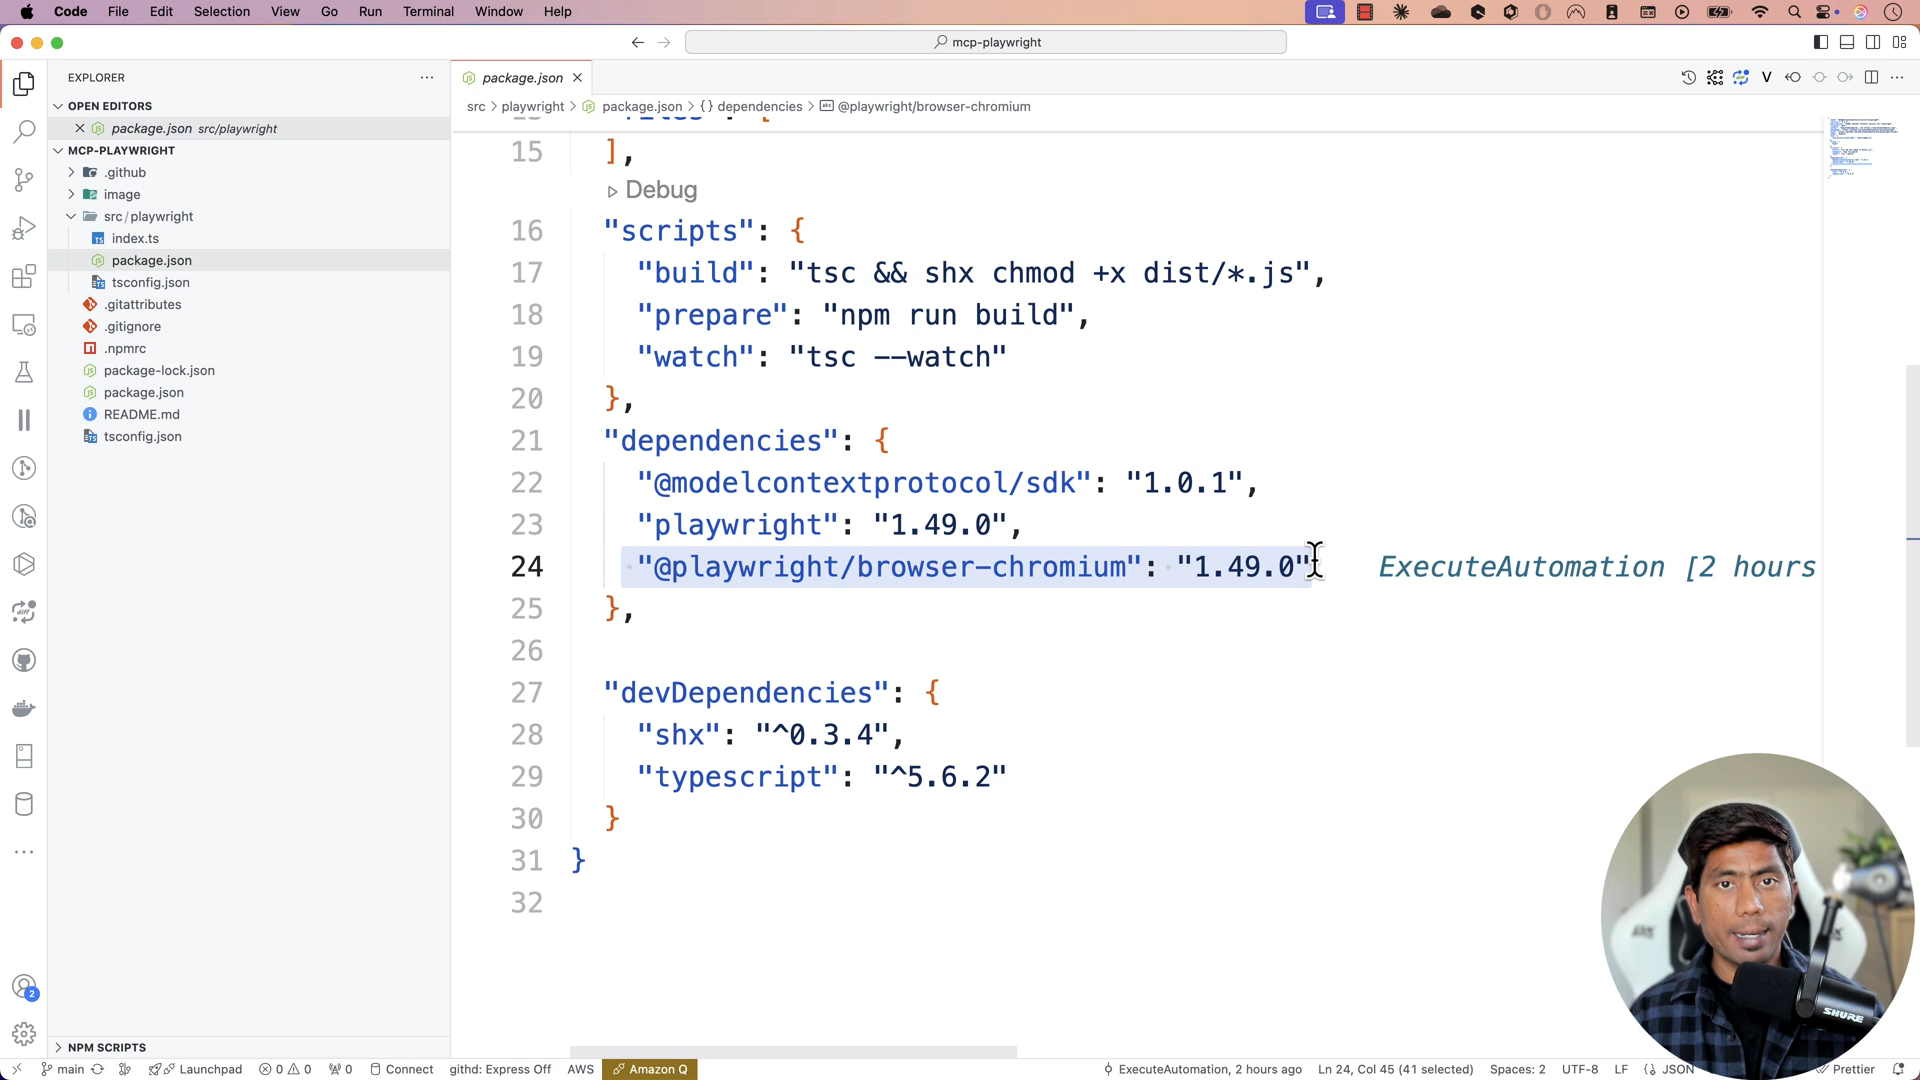 Code File Edit Selection View Go Run Terminal Window Help
mcp-playwright
EXPLORER
OPEN EDITORS
package.json src/playwright
MCP-PLAYWRIGHT
.github
image
src / playwright
index.ts
package.json
tsconfig.json
.gitattributes
.gitignore
.npmrc
package-lock.json
package.json
README.md
tsconfig.json
NPM SCRIPTS
package.json
src > playwright > package.json > {} dependencies > @playwright/browser-chromium
15 ],
Debug
16 "scripts": {
17 "build": "tsc && shx chmod +x dist/*.js",
18 "prepare": "npm run build",
19 "watch": "tsc --watch"
20 },
21 "dependencies": {
22 "@modelcontextprotocol/sdk": "1.0.1",
23 "playwright": "1.49.0",
24 "@playwright/browser-chromium": "1.49.0" ExecuteAutomation [2 hours
25 },
26
27 "devDependencies": {
28 "shx": "^0.3.4",
29 "typescript": "^5.6.2"
30 }
31 }
32
SHURE
2
main Launchpad 0 0 0 Connect githd: Express Off AWS Amazon Q ExecuteAutomation, 2 hours ago Ln 24, Col 45 (41 selected) Spaces: 2 UTF-8 LF {} JSON Prettier